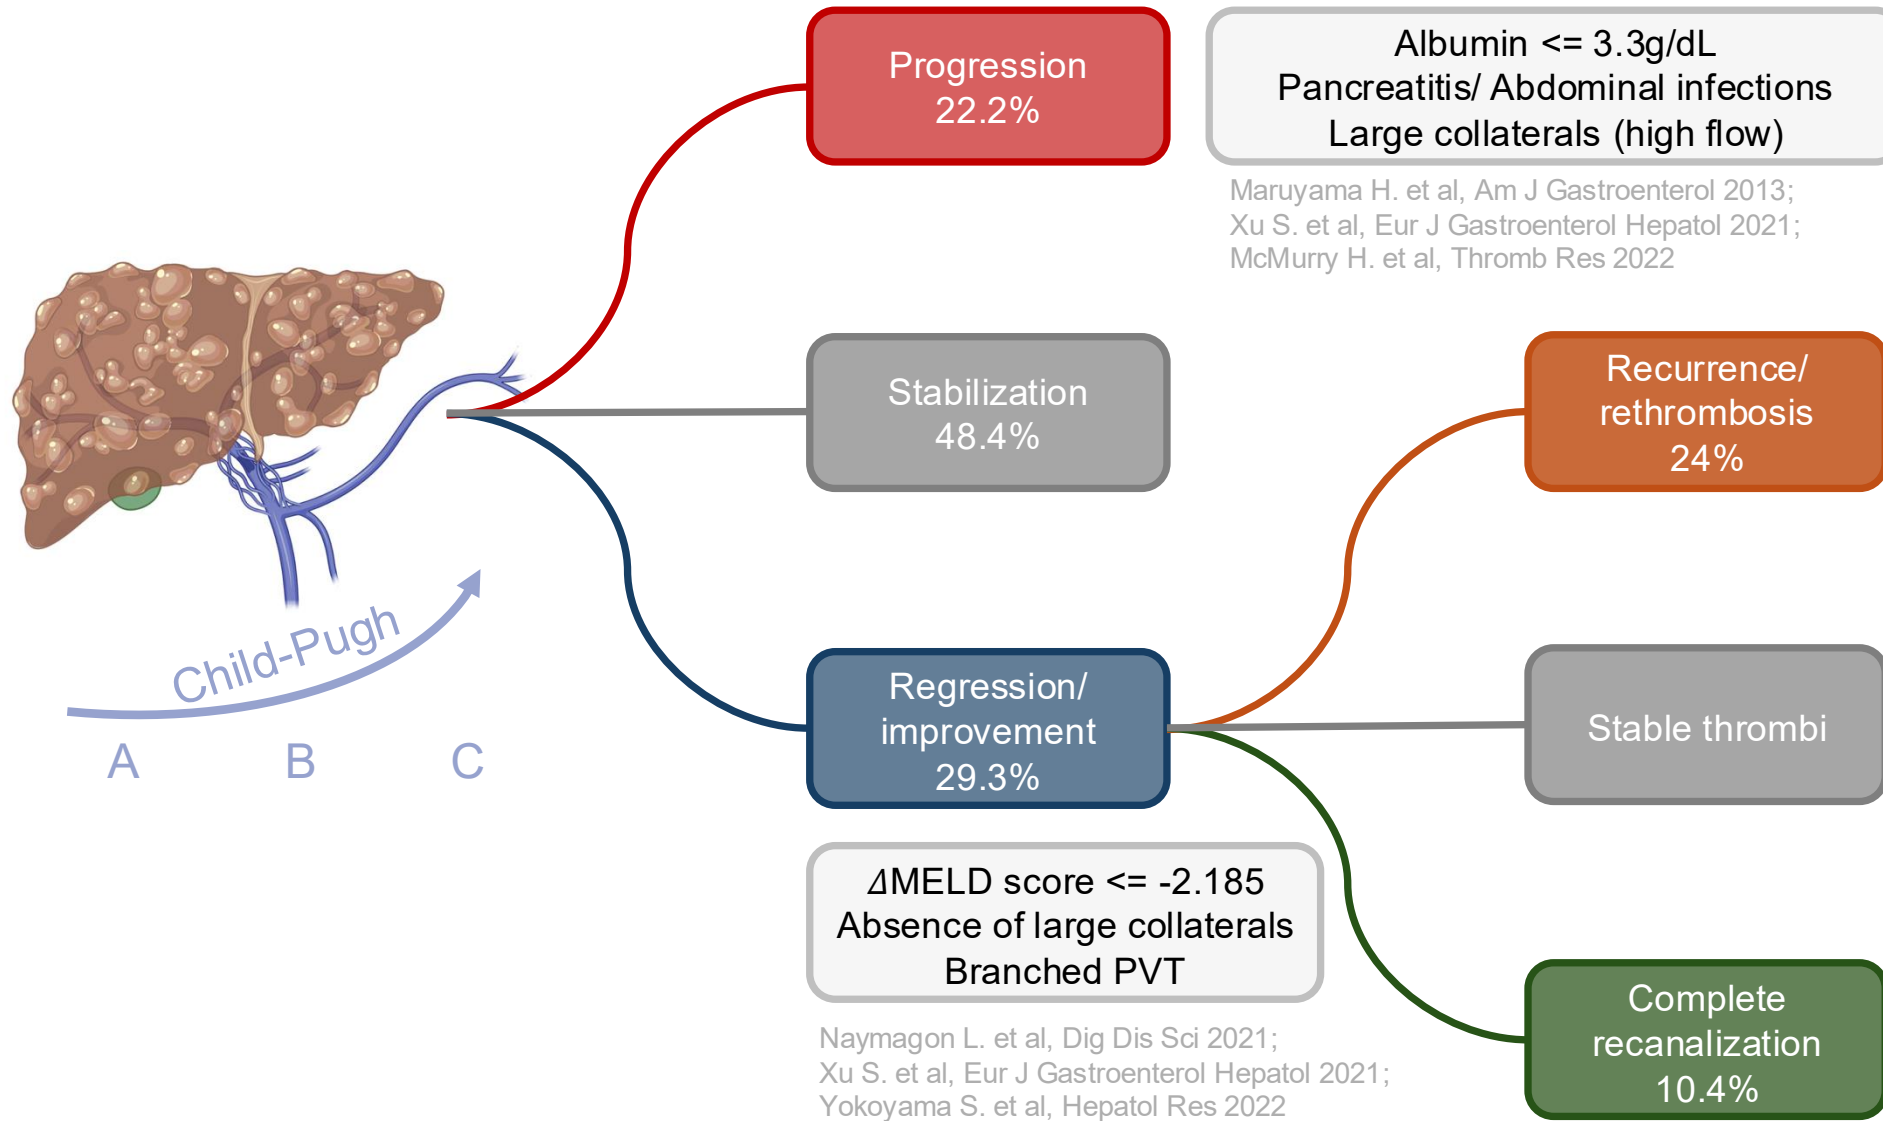 Progression
22.2%
Albumin <= 3.3g/dL
Pancreatitis/ Abdominal infections
Large collaterals (high flow)
Maruyama H. et al, Am J Gastroenterol 2013;
Xu S. et al, Eur J Gastroenterol Hepatol 2021;
McMurry H. et al, Thromb Res 2022
Stabilization
48.4%
Recurrence/
rethrombosis
24%
Child-Pugh
A B C
Regression/
improvement
29.3%
Stable thrombi
ΔMELD score <= -2.185
Absence of large collaterals
Branched PVT
Naymagon L. et al, Dig Dis Sci 2021;
Xu S. et al, Eur J Gastroenterol Hepatol 2021;
Yokoyama S. et al, Hepatol Res 2022
Complete
recanalization
10.4%